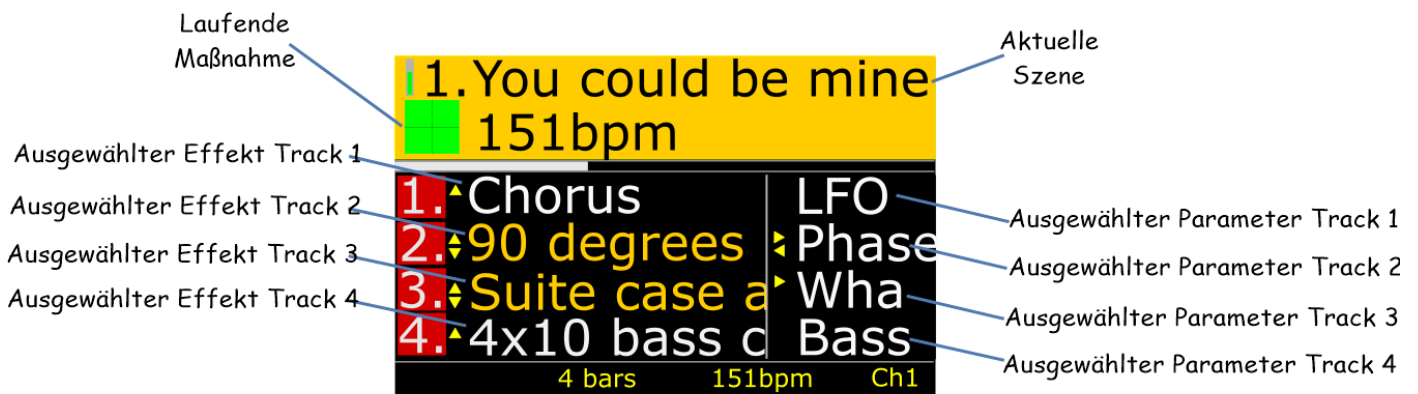 Laufende
Maßnahme
Aktuelle
Szene
1.You could be mine
151bpm
Ausgewählter Effekt Track 1
Ausgewählter Effekt Track 2
Ausgewählter Effekt Track 3
Ausgewählter Effekt Track 4
1. Chorus LFO
2. 90 degrees Phase
3. Suite case a Wha
4. 4x10 bass c Bass
4 bars 151bpm Ch1
Ausgewählter Parameter Track 1
Ausgewählter Parameter Track 2
Ausgewählter Parameter Track 3
Ausgewählter Parameter Track 4